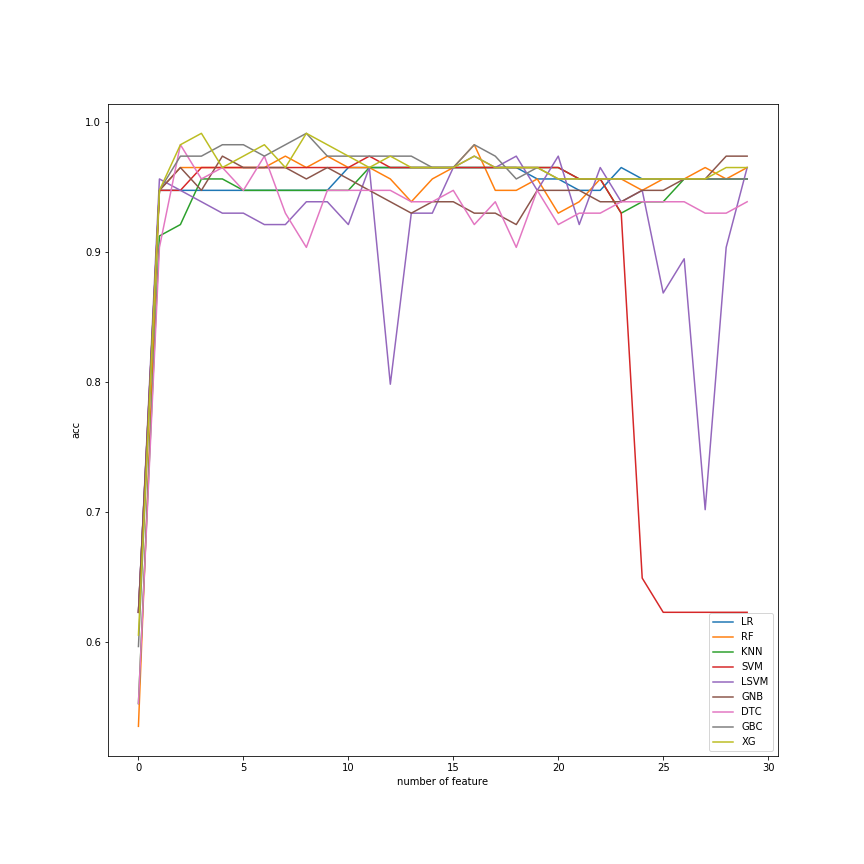 1.0
0.9
0.8
0.7
0.6
acc
0 5 10 15 20 25 30
number of feature
LR
RF
KNN
SVM
LSVM
GNB
DTC
GBC
XG